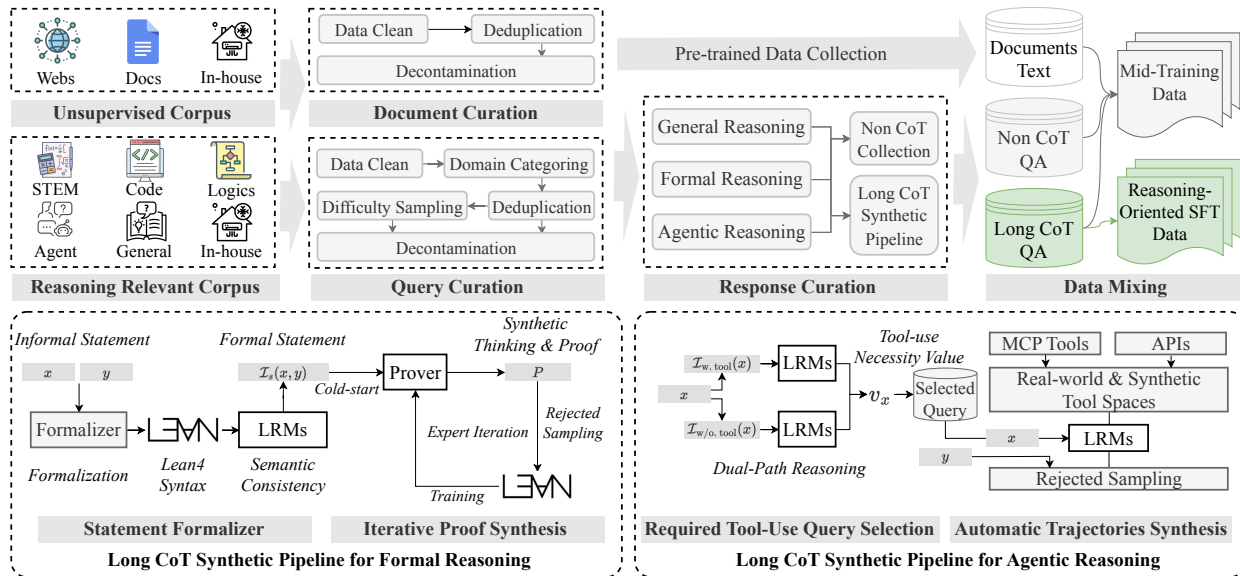 Webs
Docs
In-house
Unsupervised Corpus
Data Clean
Deduplication
Decontamination
Document Curation
Pre-trained Data Collection
Documents
Text
Mid-Training
Data
Non CoT
QA
Long CoT
QA
Reasoning-
Oriented SFT
Data
Data Mixing
STEM
Code
Logics
Agent
General
In-house
Reasoning Relevant Corpus
Data Clean
Domain Categoring
Difficulty Sampling
Deduplication
Decontamination
Query Curation
General Reasoning
Formal Reasoning
Agentic Reasoning
Non CoT
Collection
Long CoT
Synthetic
Pipeline
Response Curation
Informal Statement
x
y
Formalizer
Formalization
LEAN
Lean4
Syntax
Formal Statement
I_s(x, y)
LRMs
Semantic
Consistency
Cold-start
Prover
Synthetic
Thinking & Proof
P
Expert Iteration
Rejected
Sampling
Training
LEAN
Statement Formalizer
Iterative Proof Synthesis
Long CoT Synthetic Pipeline for Formal Reasoning
x
I_w. tool(x)
I_w/o. tool(x)
LRMs
LRMs
Dual-Path Reasoning
v_x
Tool-use
Necessity Value
Selected
Query
MCP Tools
APIs
Real-world & Synthetic
Tool Spaces
x
LRMs
y
Rejected Sampling
Required Tool-Use Query Selection
Automatic Trajectories Synthesis
Long CoT Synthetic Pipeline for Agentic Reasoning